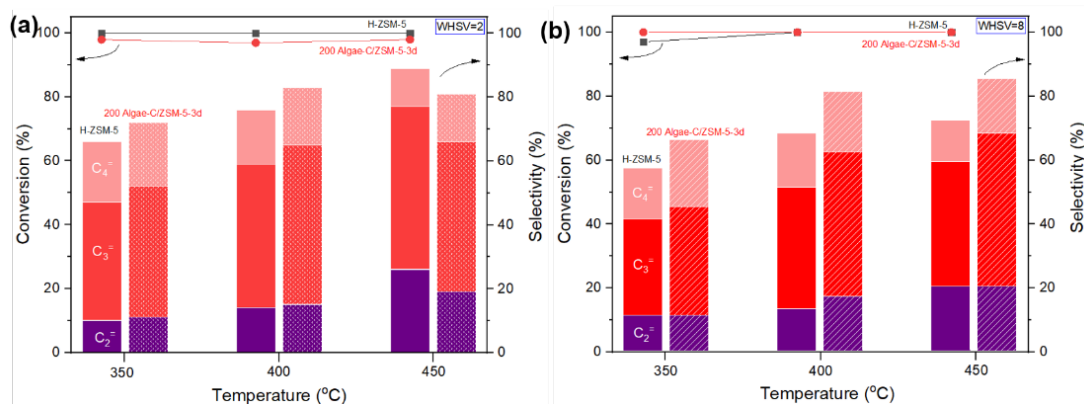 (a)
WHSV=2
H-ZSM-5
200 Algae-C/ZSM-5-3d
200 Algae-C/ZSM-5-3d
H-ZSM-5
C4=
C3=
C2=
Conversion (%)
100
80
60
40
20
0
Selectivity (%)
100
80
60
40
20
0
350
400
450
Temperature (oC)
(b)
WHSV=8
H-ZSM-5
200 Algae-C/ZSM-5-3d
200 Algae-C/ZSM-5-3d
H-ZSM-5
C4=
C3=
C2=
Conversion (%)
100
80
60
40
20
0
Selectivity (%)
100
80
60
40
20
0
350
400
450
Temperature (oC)